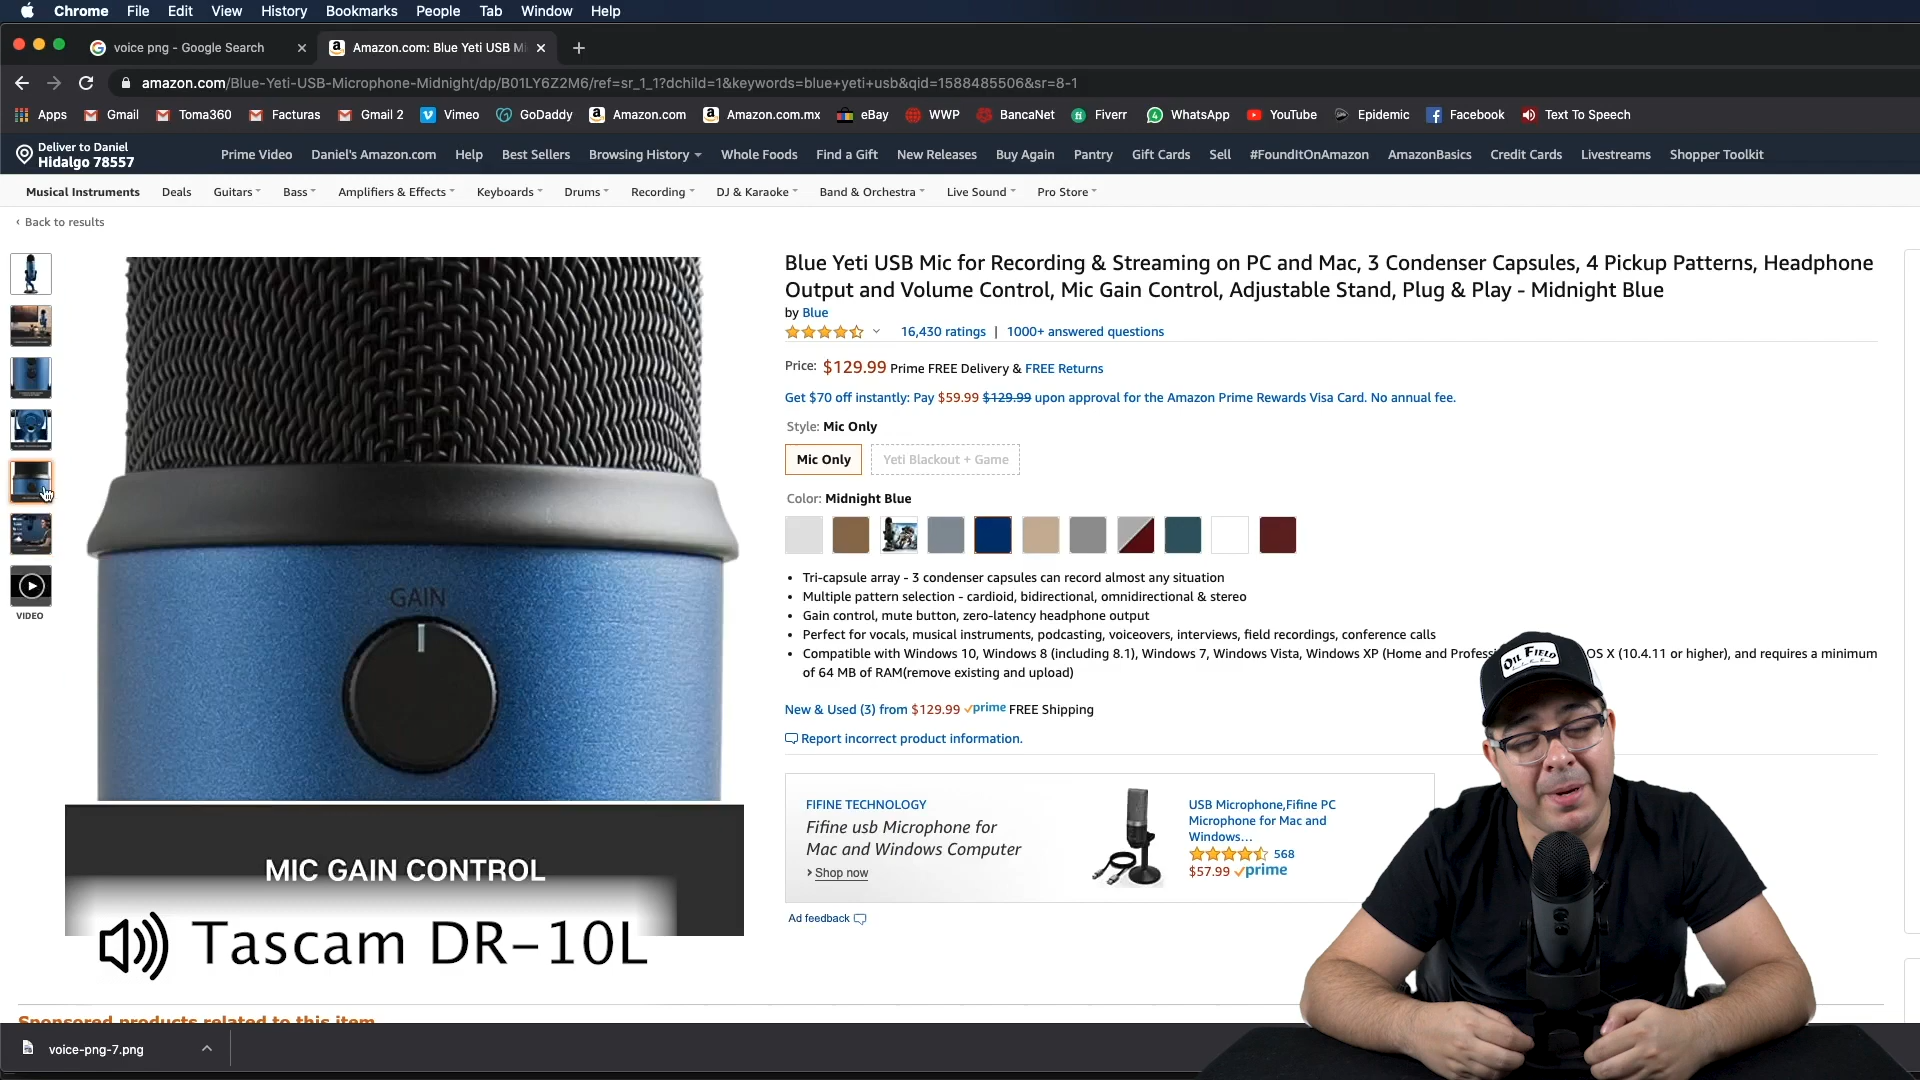 Chrome File Edit View History Bookmarks People Tab Window Help
voice png - Google Search
Amazon.com: Blue Yeti USB Mi
amazon.com/Blue-Yeti-USB-Microphone-Midnight/dp/B01LY6Z2M6/ref=sr_1_1?dchild=1&keywords=blue+yeti+usb&qid=1588485506&sr=8-1
Apps Gmail Toma360 Facturas Gmail 2 Vimeo GoDaddy Amazon.com Amazon.com.mx eBay WWP BancaNet Fiverr WhatsApp YouTube Epidemic Facebook Text To Speech
Deliver to Daniel
Hidalgo 78557
Prime Video Daniel's Amazon.com Help Best Sellers Browsing History Whole Foods Find a Gift New Releases Buy Again Pantry Gift Cards Sell #FoundItOnAmazon AmazonBasics Credit Cards Livestreams Shopper Toolkit
Musical Instruments Deals Guitars Bass Amplifiers & Effects Keyboards Drums Recording DJ & Karaoke Band & Orchestra Live Sound Pro Store
‹ Back to results
VIDEO
GAIN
MIC GAIN CONTROL
Tascam DR-10L
Blue Yeti USB Mic for Recording & Streaming on PC and Mac, 3 Condenser Capsules, 4 Pickup Patterns, Headphone
Output and Volume Control, Mic Gain Control, Adjustable Stand, Plug & Play - Midnight Blue
by Blue
16,430 ratings | 1000+ answered questions
Price: $129.99 Prime FREE Delivery & FREE Returns
Get $70 off instantly: Pay $59.99 $129.99 upon approval for the Amazon Prime Rewards Visa Card. No annual fee.
Style: Mic Only
Mic Only Yeti Blackout + Game
Color: Midnight Blue
• Tri-capsule array - 3 condenser capsules can record almost any situation
• Multiple pattern selection - cardioid, bidirectional, omnidirectional & stereo
• Gain control, mute button, zero-latency headphone output
• Perfect for vocals, musical instruments, podcasting, voiceovers, interviews, field recordings, conference calls
• Compatible with Windows 10, Windows 8 (including 8.1), Windows 7, Windows Vista, Windows XP (Home and Professi OS X (10.4.11 or higher), and requires a minimum
of 64 MB of RAM(remove existing and upload)
New & Used (3) from $129.99 prime FREE Shipping
Report incorrect product information.
FIFINE TECHNOLOGY
Fifine usb Microphone for
Mac and Windows Computer
› Shop now
USB Microphone,Fifine PC
Microphone for Mac and
Windows...
568
$57.99 prime
Ad feedback
OIL FIELD
Sponsored products related to this item
voice-png-7.png